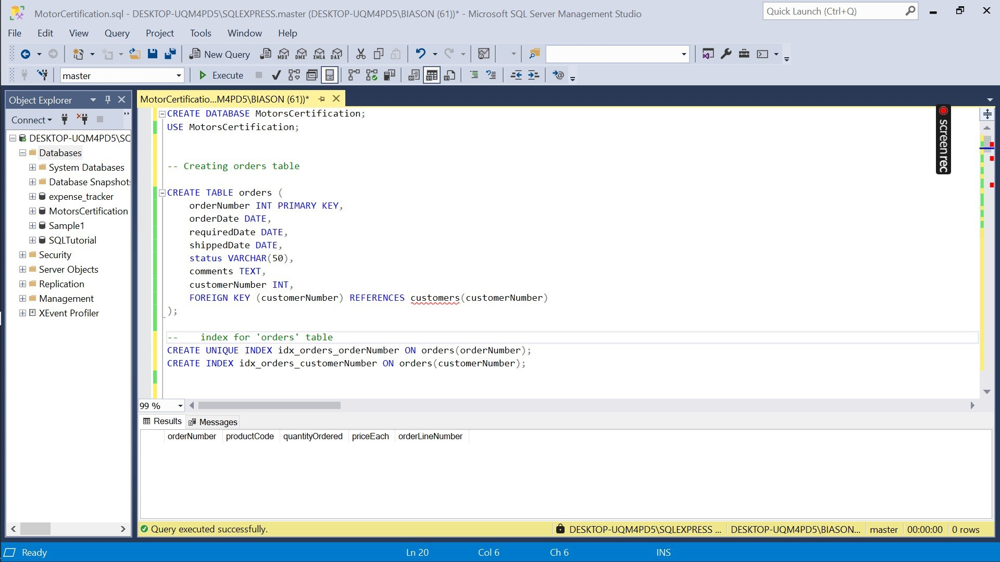 MotorCertification.sql - DESKTOP-UQM4PD5\SQLEXPRESS.master (DESKTOP-UQM4PD5\BIASON (61))* - Microsoft SQL Server Management Studio
Quick Launch (Ctrl+Q)
File Edit View Query Project Tools Window Help
New Query MDX DMX XMLA DAX
master Execute
Object Explorer
Connect
DESKTOP-UQM4PD5\SC
Databases
System Databases
Database Snapshot
expense_tracker
MotorsCertification
Sample1
SQLTutorial
Security
Server Objects
Replication
Management
XEvent Profiler
MotorCertificatio...M4PD5\BIASON (61))*
CREATE DATABASE MotorsCertification;
USE MotorsCertification;
-- Creating orders table
CREATE TABLE orders (
orderNumber INT PRIMARY KEY,
orderDate DATE,
requiredDate DATE,
shippedDate DATE,
status VARCHAR(50),
comments TEXT,
customerNumber INT,
FOREIGN KEY (customerNumber) REFERENCES customers(customerNumber)
);
-- index for 'orders' table
CREATE UNIQUE INDEX idx_orders_orderNumber ON orders(orderNumber);
CREATE INDEX idx_orders_customerNumber ON orders(customerNumber);
screenrec
99 %
Results Messages
orderNumber productCode quantityOrdered priceEach orderLineNumber
Query executed successfully.
DESKTOP-UQM4PD5\SQLEXPRESS ... DESKTOP-UQM4PD5\BIASON... master 00:00:00 0 rows
Ready Ln 20 Col 6 Ch 6 INS